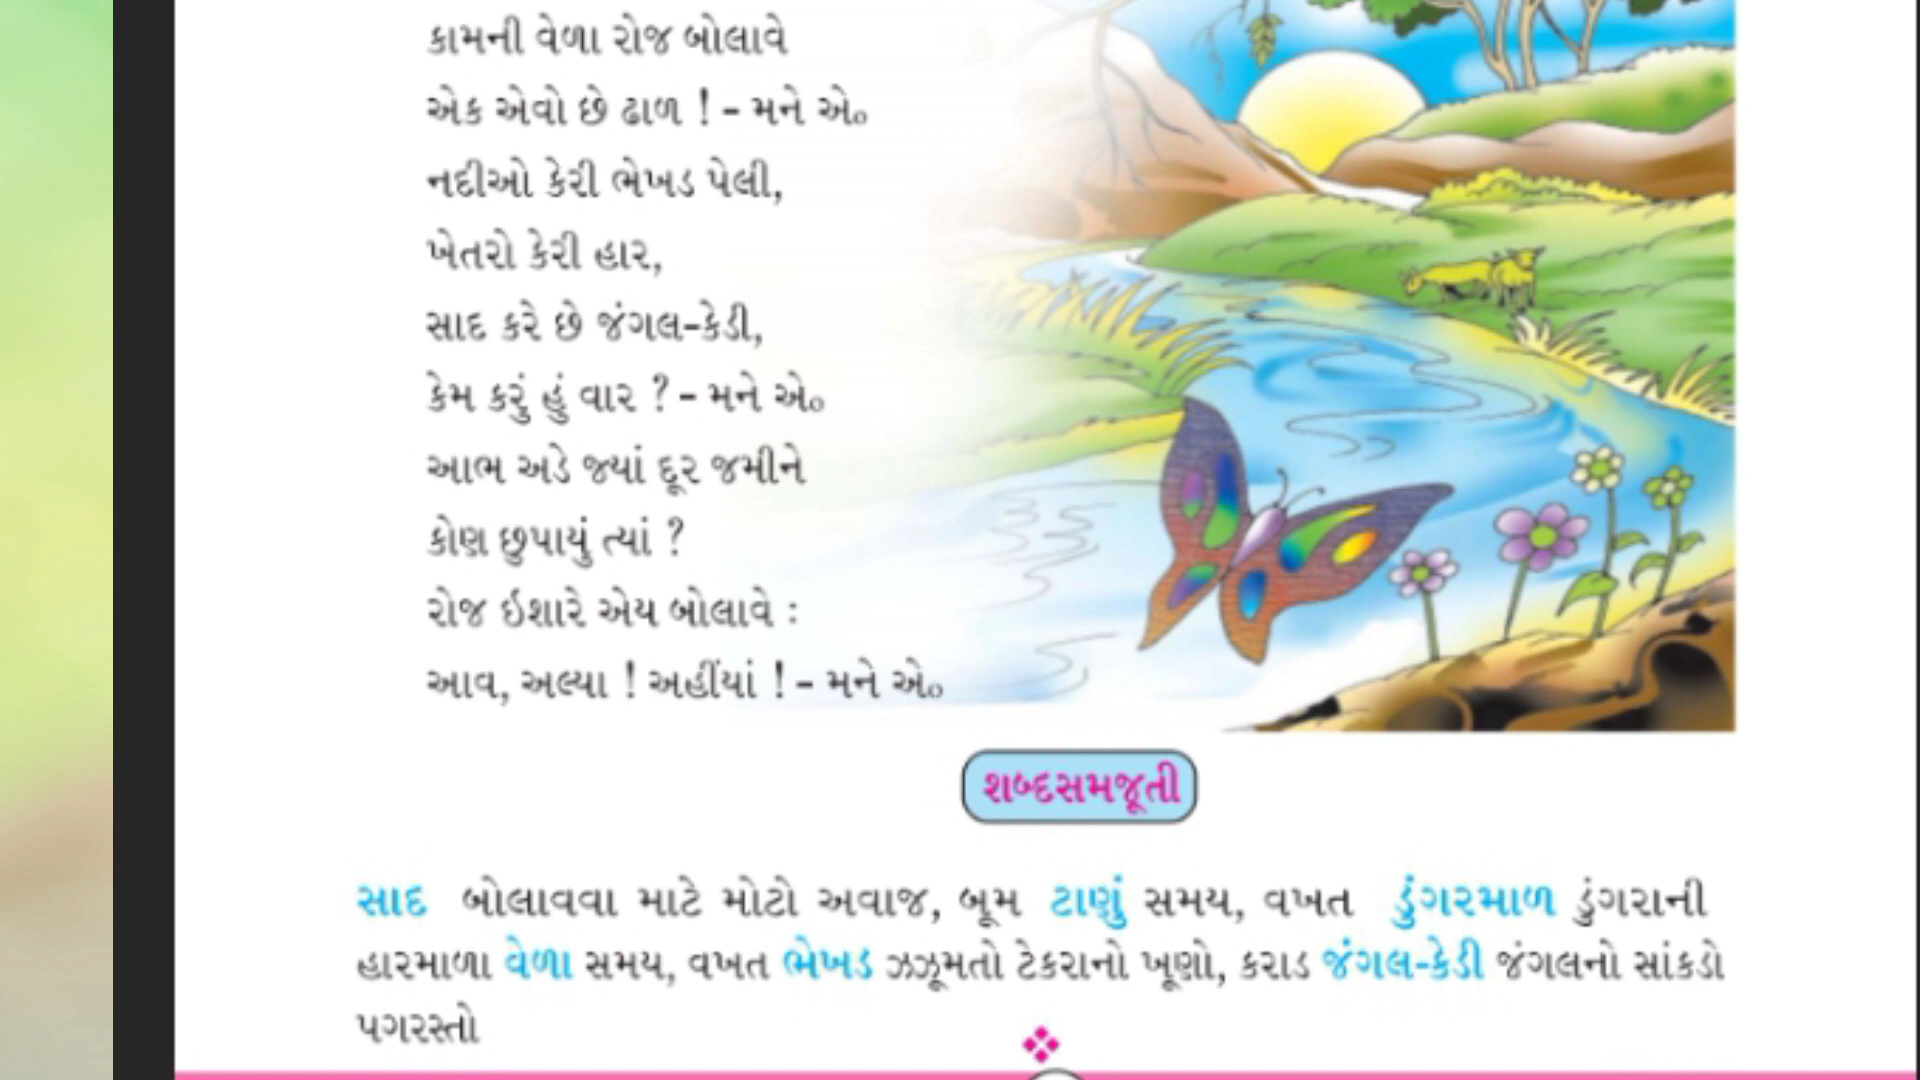 કામની વેળા રોજ બોલાવે
એક એવો છે ઢાળ ! – મને એ૦
નદીઓ કેરી ભેખડ પેલી,
ખેતરો કેરી હાર,
સાદ કરે છે જંગલ-કેડી,
કેમ કરું હું વાર ? – મને એ૦
આભ અડે જ્યાં દૂર જમીને
કોણ છુપાયું ત્યાં ?
રોજ ઇશારે એય બોલાવે :
આવ, અલ્યા ! અહીંયાં ! – મને એ૦
શબ્દસમજૂતી
સાદ બોલાવવા માટે મોટો અવાજ, બૂમ ટાણું સમય, વખત ડુંગરમાળ ડુંગરાની
હારમાળા વેળા સમય, વખત ભેખડ ઝઝૂમતો ટેકરાનો ખૂણો, કરાડ જંગલ-કેડી જંગલનો સાંકડો
પગરસ્તો